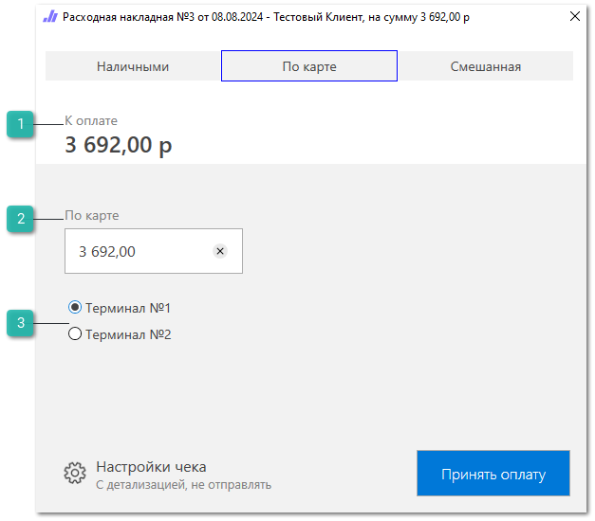 Расходная накладная №3 от 08.08.2024 - Тестовый Клиент, на сумму 3 692,00 р
Наличными По карте Смешанная
1 К оплате
3 692,00 р
2 По карте
3 692,00
Терминал №1
3
Терминал №2
Настройки чека
С детализацией, не отправлять
Принять оплату